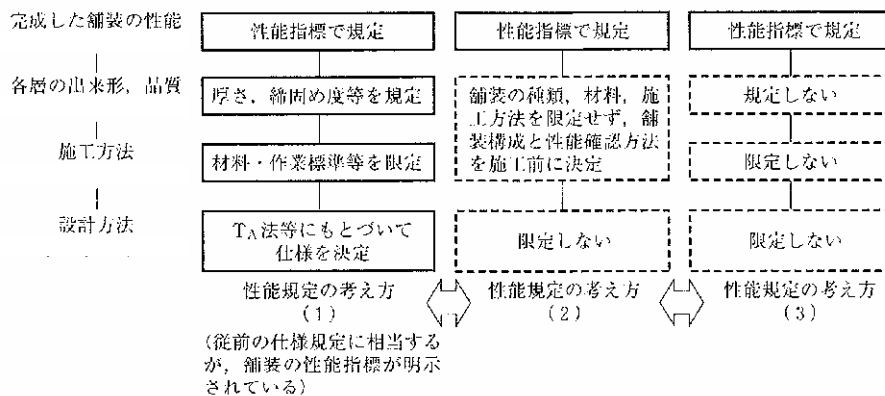 完成した舗装の性能
性能指標で規定
性能指標で規定
性能指標で規定
各層の出来形，品質
厚さ，締固め度等を規定
舗装の種類，材料，施
工方法を限定せず，舗
装構成と性能確認方法
を施工前に決定
規定しない
施工方法
材料・作業標準等を限定
限定しない
設計方法
TA法等にもとづいて
仕様を決定
限定しない
限定しない
性能規定の考え方
（1）
性能規定の考え方
（2）
性能規定の考え方
（3）
（従前の仕様規定に相当する
が，舗装の性能指標が明示
されている）